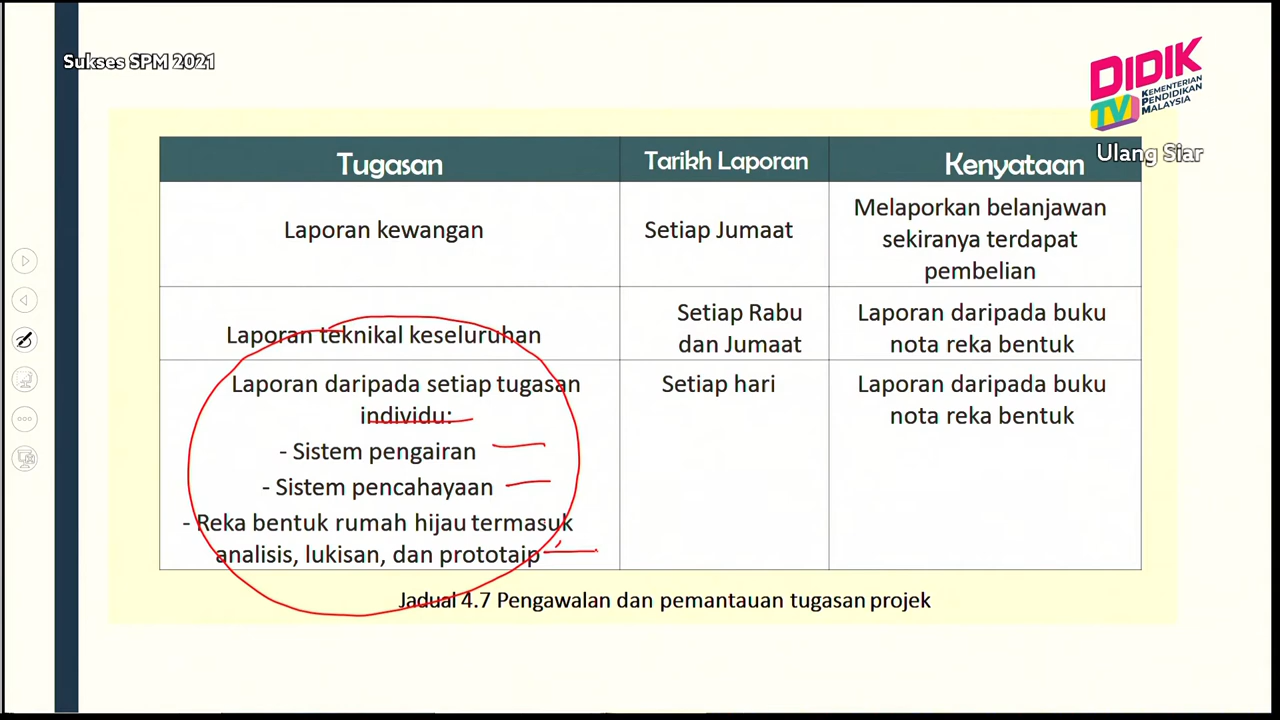 Sukses SPM 2021
DIDIK
TV
KEMENTERIAN
PENDIDIKAN
MALAYSIA
Ulang Siar
Tugasan
Tarikh Laporan
Kenyataan
Laporan kewangan
Setiap Jumaat
Melaporkan belanjawan
sekiranya terdapat
pembelian
Laporan teknikal keseluruhan
Setiap Rabu
dan Jumaat
Laporan daripada buku
nota reka bentuk
Laporan daripada setiap tugasan
individu:
- Sistem pengairan
- Sistem pencahayaan
- Reka bentuk rumah hijau termasuk
analisis, lukisan, dan prototaip
Setiap hari
Laporan daripada buku
nota reka bentuk
Jadual 4.7 Pengawalan dan pemantauan tugasan projek